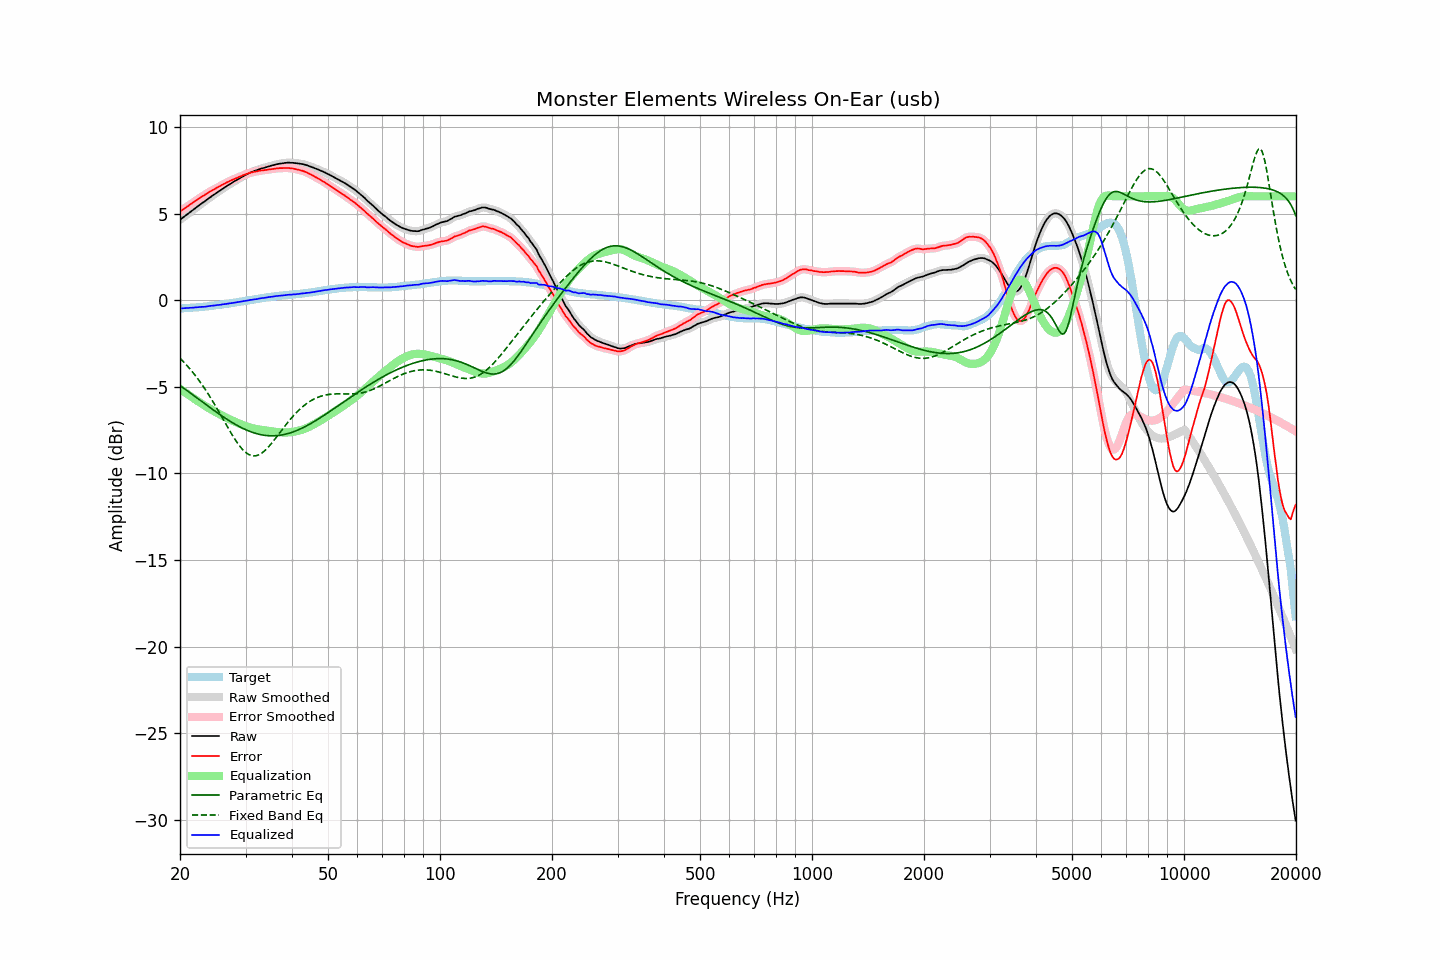 Monster Elements Wireless On-Ear (usb)
10
5
0
−5
−10
−15
−20
−25
−30
Amplitude (dBr)
Target
Raw Smoothed
Error Smoothed
Raw
Error
Equalization
Parametric Eq
Fixed Band Eq
Equalized
20 50 100 200 500 1000 2000 5000 10000 20000
Frequency (Hz)